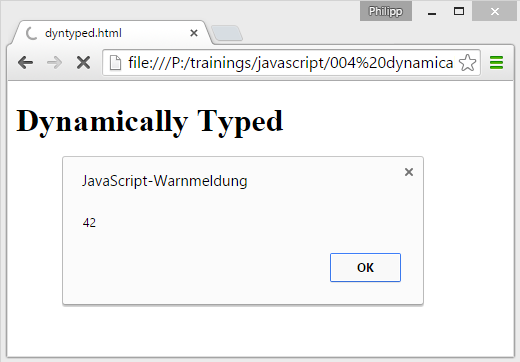 Philipp
dyntyped.html
file:///P:/trainings/javascript/004%20dynamica
Dynamically Typed
JavaScript-Warnmeldung
42
OK